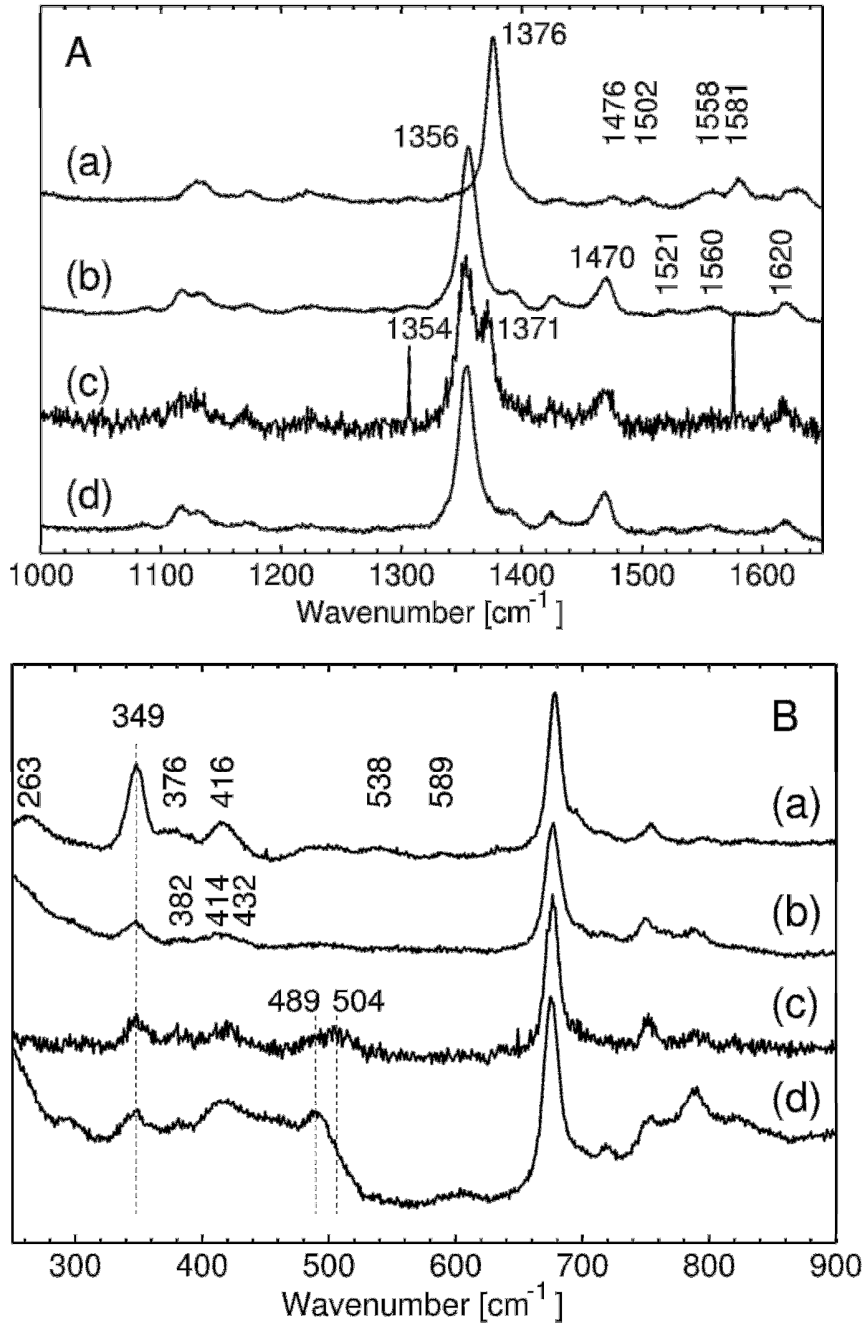 A
1376
1476
1502
1558
1581
1356
(a)
(b)
1470
1521
1560
1620
1354
1371
(c)
(d)
1000 1100 1200 1300 1400 1500 1600
Wavenumber [cm-1]
B
349
263
376
416
538
589
(a)
382
414
432
(b)
489
504
(c)
(d)
300 400 500 600 700 800 900
Wavenumber [cm-1]